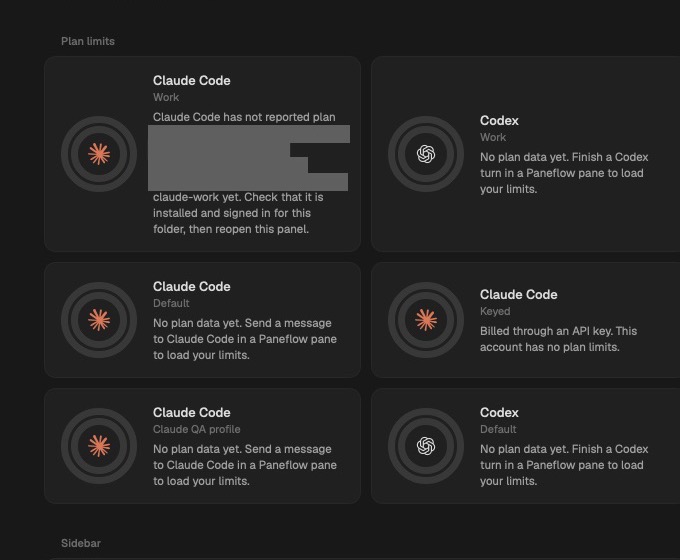 Plan limits
Claude Code
Work
Claude Code has not reported plan
claude-work yet. Check that it is
installed and signed in for this
folder, then reopen this panel.
Codex
Work
No plan data yet. Finish a Codex
turn in a Paneflow pane to load
your limits.
Claude Code
Default
No plan data yet. Send a message
to Claude Code in a Paneflow pane
to load your limits.
Claude Code
Keyed
Billed through an API key. This
account has no plan limits.
Claude Code
Claude QA profile
No plan data yet. Send a message
to Claude Code in a Paneflow pane
to load your limits.
Codex
Default
No plan data yet. Finish a Codex
turn in a Paneflow pane to load
your limits.
Sidebar